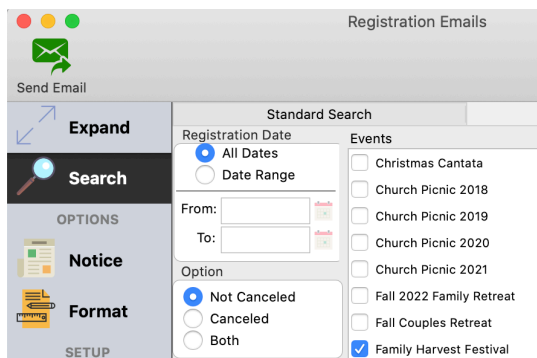 Registration Emails
Send Email
Expand
Search
OPTIONS
Notice
Format
SETUP
Standard Search
Registration Date
All Dates
Date Range
From:
To:
Option
Not Canceled
Canceled
Both
Events
Christmas Cantata
Church Picnic 2018
Church Picnic 2019
Church Picnic 2020
Church Picnic 2021
Fall 2022 Family Retreat
Fall Couples Retreat
Family Harvest Festival